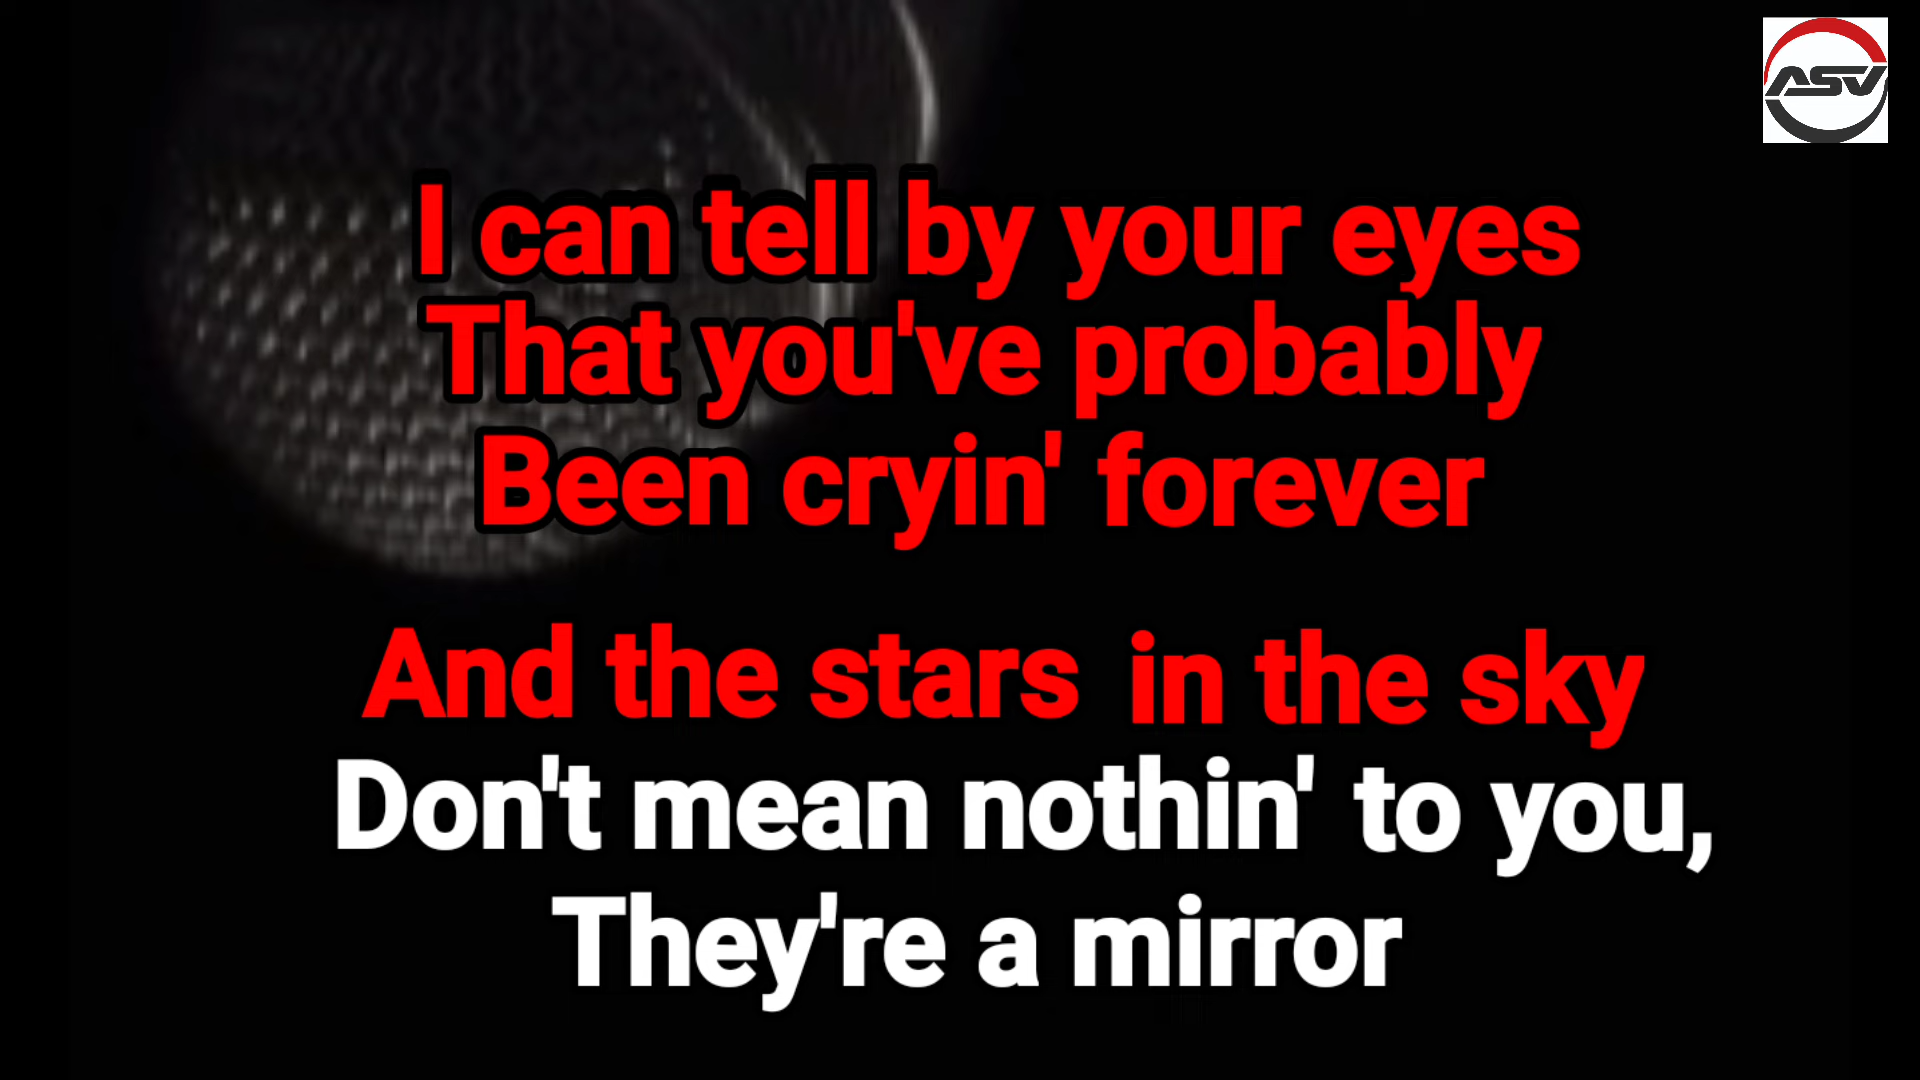 ASV
I can tell by your eyes
That you've probably
Been cryin' forever
And the stars in the sky
Don't mean nothin' to you,
They're a mirror